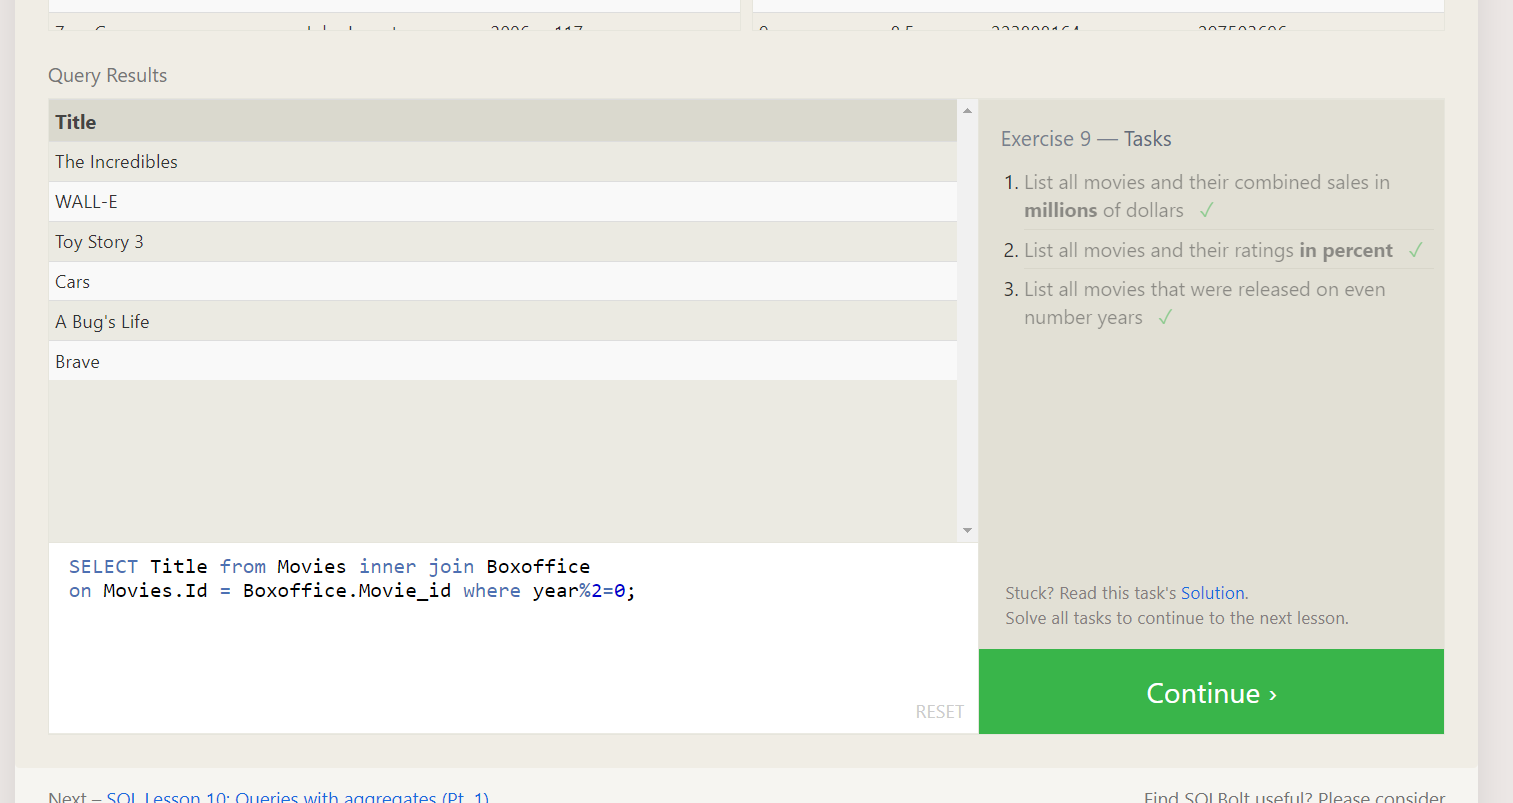 Query Results
Title
The Incredibles
WALL-E
Toy Story 3
Cars
A Bug's Life
Brave
SELECT Title from Movies inner join Boxoffice
on Movies.Id = Boxoffice.Movie_id where year%2=0;
RESET
Exercise 9 — Tasks
1. List all movies and their combined sales in
millions of dollars ✓
2. List all movies and their ratings in percent ✓
3. List all movies that were released on even
number years ✓
Stuck? Read this task's Solution.
Solve all tasks to continue to the next lesson.
Continue ›
Next – SQL Lesson 10: Queries with aggregates (Pt. 1)
Find SQLBolt useful? Please consider